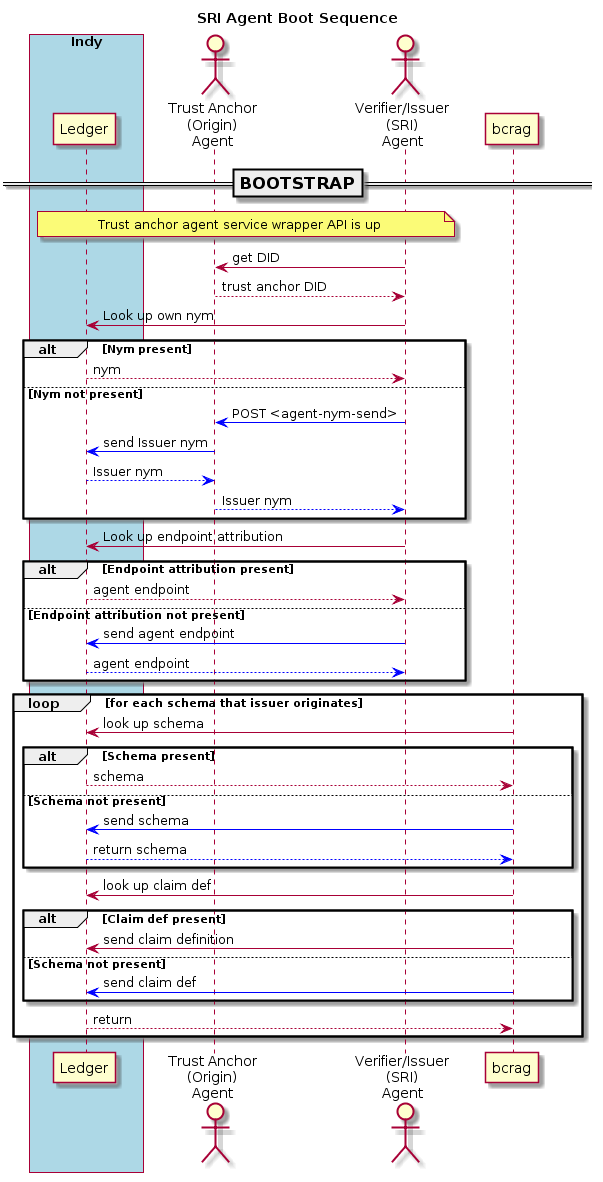 SRI Agent Boot Sequence
Indy
Ledger
Trust Anchor
(Origin)
Agent
Verifier/Issuer
(SRI)
Agent
bcrag
BOOTSTRAP
Trust anchor agent service wrapper API is up
get DID
trust anchor DID
Look up own nym
alt [Nym present]
nym
[Nym not present]
POST <agent-nym-send>
send Issuer nym
Issuer nym
Issuer nym
Look up endpoint attribution
alt [Endpoint attribution present]
agent endpoint
[Endpoint attribution not present]
send agent endpoint
agent endpoint
loop [for each schema that issuer originates]
look up schema
alt [Schema present]
schema
[Schema not present]
send schema
return schema
look up claim def
alt [Claim def present]
send claim definition
[Schema not present]
send claim def
return
Ledger
Trust Anchor
(Origin)
Agent
Verifier/Issuer
(SRI)
Agent
bcrag